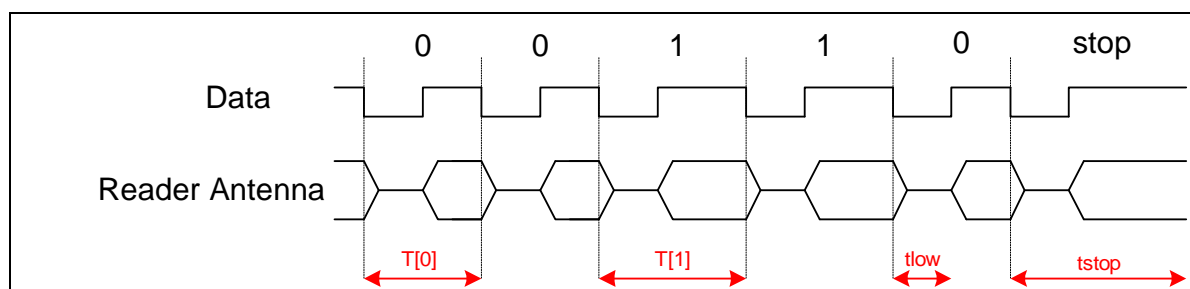 0 0 1 1 0 stop
Data
Reader Antenna
T[0] T[1] tlow tstop